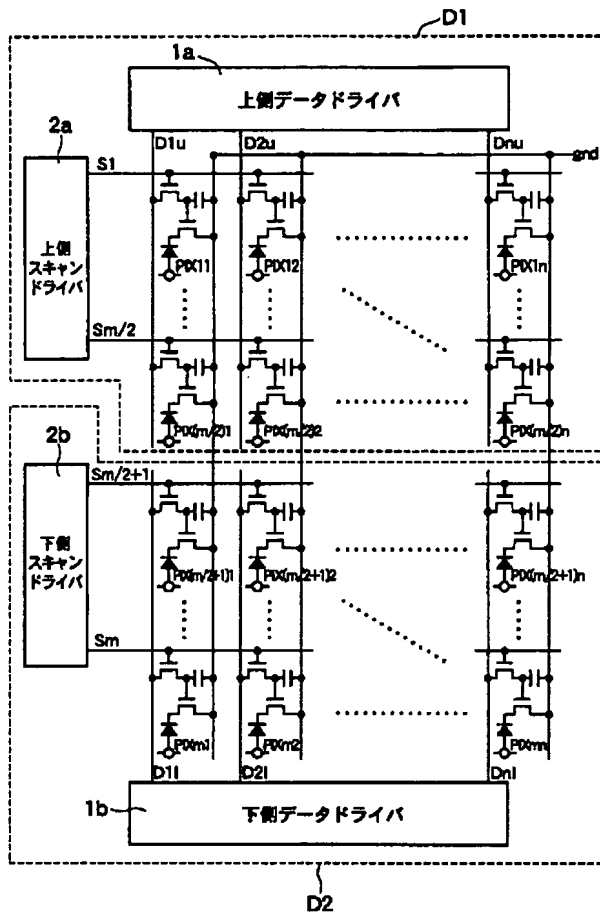 D1
1a
上側データドライバ
2a
D1u
D2u
Dnu
gnd
S1
上側
スキャン
ドライバ
PIX11
PIX12
PIX1n
Sm/2
PIX(m/2)1
PIX(m/2)2
PIX(m/2)n
2b
Sm/2+1
下側
スキャン
ドライバ
PIX(m/2+1)1
PIX(m/2+1)2
PIX(m/2+1)n
Sm
PIXm1
PIXm2
PIXmn
D1l
D2l
Dnl
1b
下側データドライバ
D2